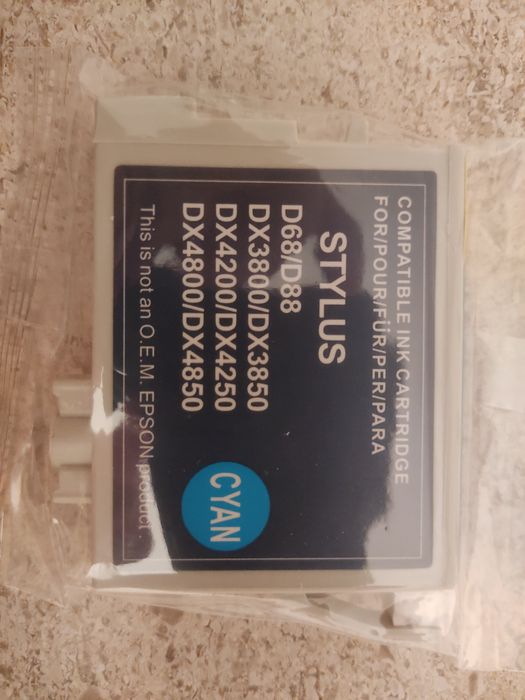 COMPATIBLE INK CARTRIDGE
FOR/POUR/FÜR/PER/PARA
STYLUS
D68/D88
DX3800/DX3850
DX4200/DX4250
DX4800/DX4850
CYAN
This is not an O.E.M. EPSON product